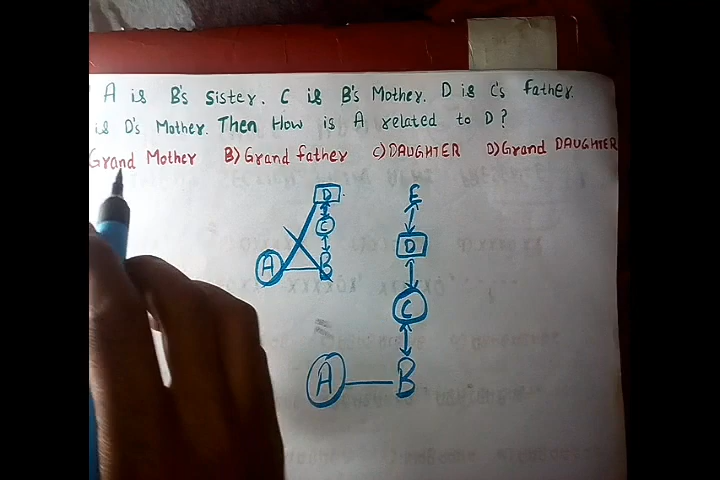 A is B's Sister. C is B's Mother. D is C's father.
is D's Mother. Then How is A related to D?
Grand Mother B) Grand father C) DAUGHTER D) Grand DAUGHTER
D
C
A B
E
D
C
A B